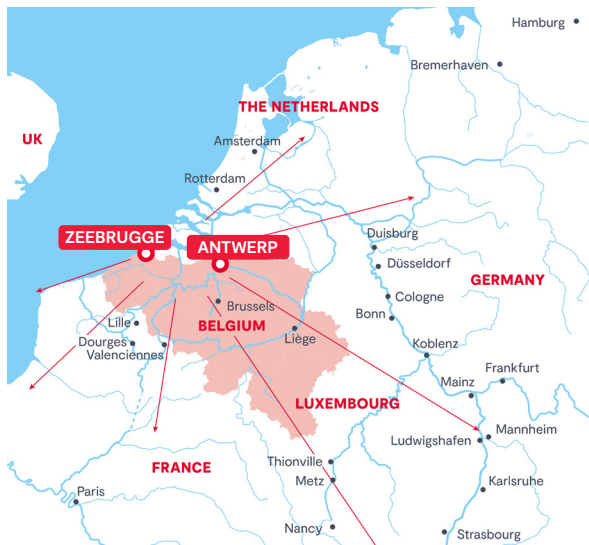 Hamburg
Bremerhaven
THE NETHERLANDS
UK
Amsterdam
Rotterdam
ZEEBRUGGE
ANTWERP
Duisburg
Düsseldorf
GERMANY
Cologne
Brussels
Bonn
Lille
BELGIUM
Liège
Dourges
Valenciennes
Koblenz
Frankfurt
Mainz
LUXEMBOURG
Mannheim
Ludwigshafen
FRANCE
Thionville
Metz
Karlsruhe
Paris
Nancy
Strasbourg